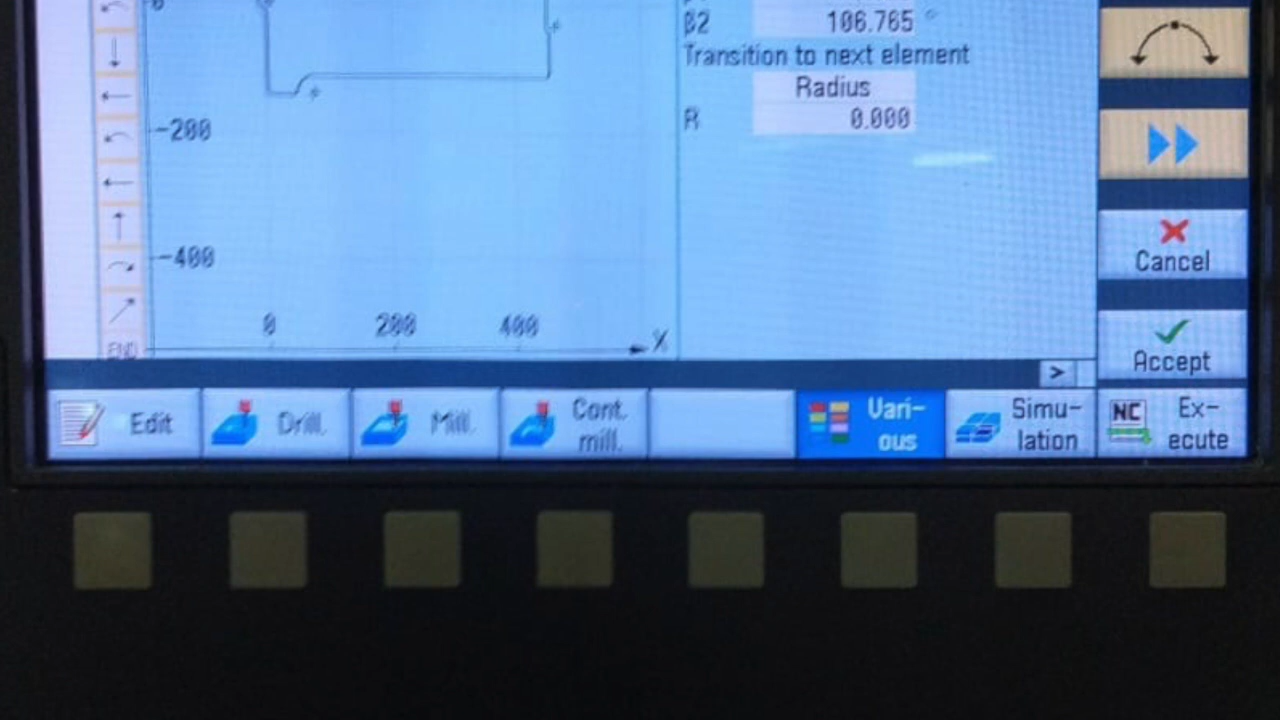 0
β2 106.765 °
Transition to next element
Radius
R 0.000
-200
-400
0 200 400
X
END
>
Cancel
Accept
Edit
Drill.
Mill.
Cont.
mill.
Vari-
ous
Simu-
lation
NC Ex-
ecute